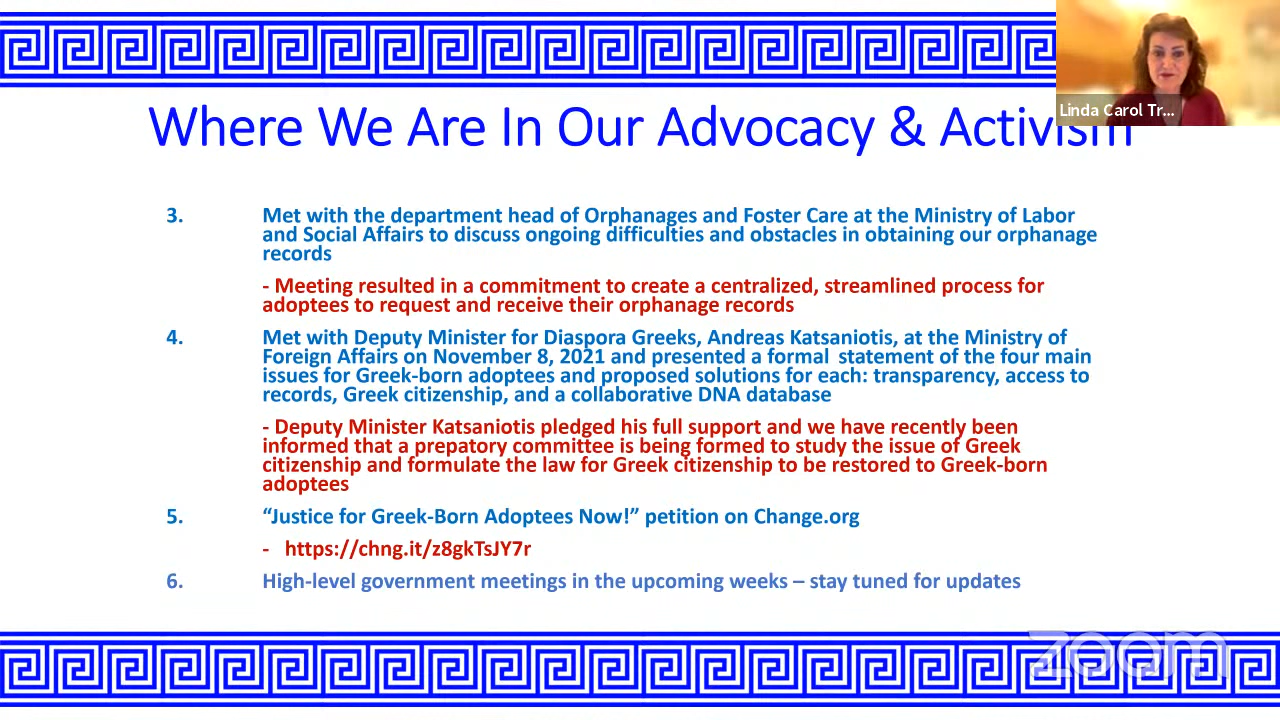 Linda Carol Tr...
Where We Are In Our Advocacy & Activism
3. Met with the department head of Orphanages and Foster Care at the Ministry of Labor
and Social Affairs to discuss ongoing difficulties and obstacles in obtaining our orphanage
records
- Meeting resulted in a commitment to create a centralized, streamlined process for
adoptees to request and receive their orphanage records
4. Met with Deputy Minister for Diaspora Greeks, Andreas Katsaniotis, at the Ministry of
Foreign Affairs on November 8, 2021 and presented a formal statement of the four main
issues for Greek-born adoptees and proposed solutions for each: transparency, access to
records, Greek citizenship, and a collaborative DNA database
- Deputy Minister Katsaniotis pledged his full support and we have recently been
informed that a prepatory committee is being formed to study the issue of Greek
citizenship and formulate the law for Greek citizenship to be restored to Greek-born
adoptees
5. “Justice for Greek-Born Adoptees Now!” petition on Change.org
- https://chng.it/z8gkTsJY7r
6. High-level government meetings in the upcoming weeks – stay tuned for updates
zoom